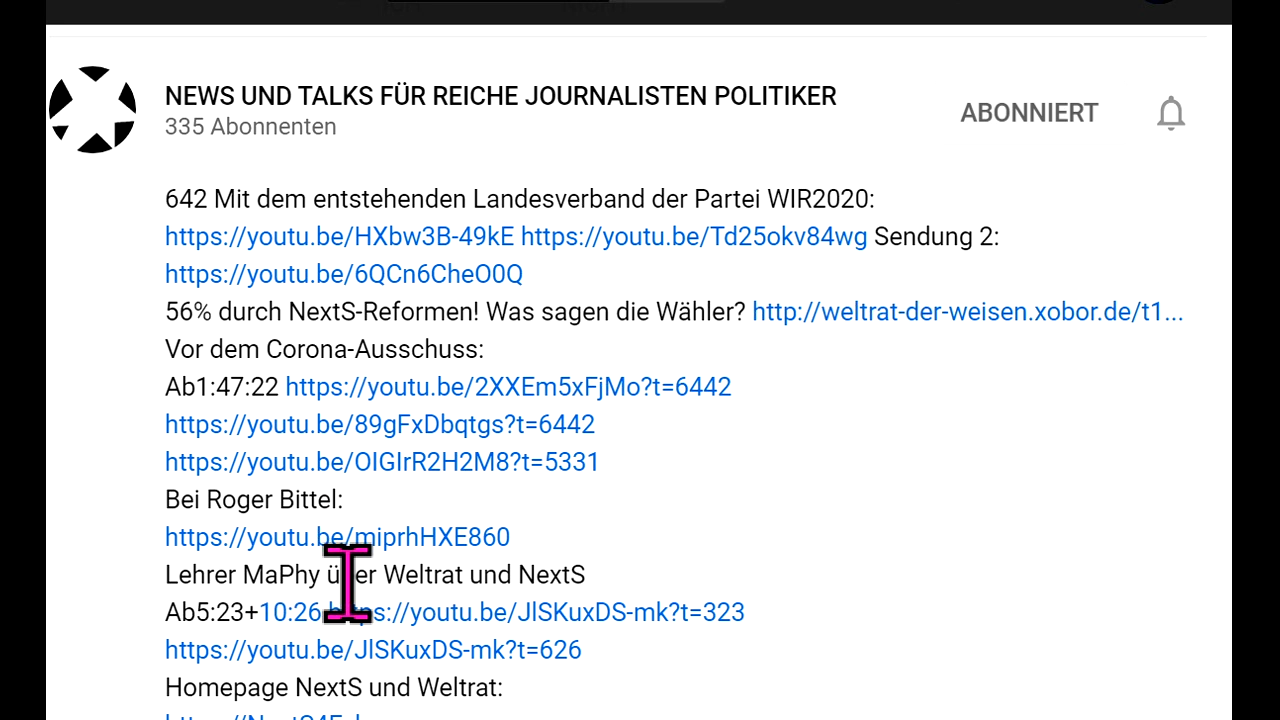 NEWS UND TALKS FÜR REICHE JOURNALISTEN POLITIKER
335 Abonnenten
ABONNIERT
642 Mit dem entstehenden Landesverband der Partei WIR2020:
https://youtu.be/HXbw3B-49kE https://youtu.be/Td25okv84wg Sendung 2:
https://youtu.be/6QCn6CheO0Q
56% durch NextS-Reformen! Was sagen die Wähler? http://weltrat-der-weisen.xobor.de/t1...
Vor dem Corona-Ausschuss:
Ab1:47:22 https://youtu.be/2XXEm5xFjMo?t=6442
https://youtu.be/89gFxDbqtgs?t=6442
https://youtu.be/OIGIrR2H2M8?t=5331
Bei Roger Bittel:
https://youtu.be/miprhHXE860
Lehrer MaPhy über Weltrat und NextS
Ab5:23+10:26 https://youtu.be/JlSKuxDS-mk?t=323
https://youtu.be/JlSKuxDS-mk?t=626
Homepage NextS und Weltrat: